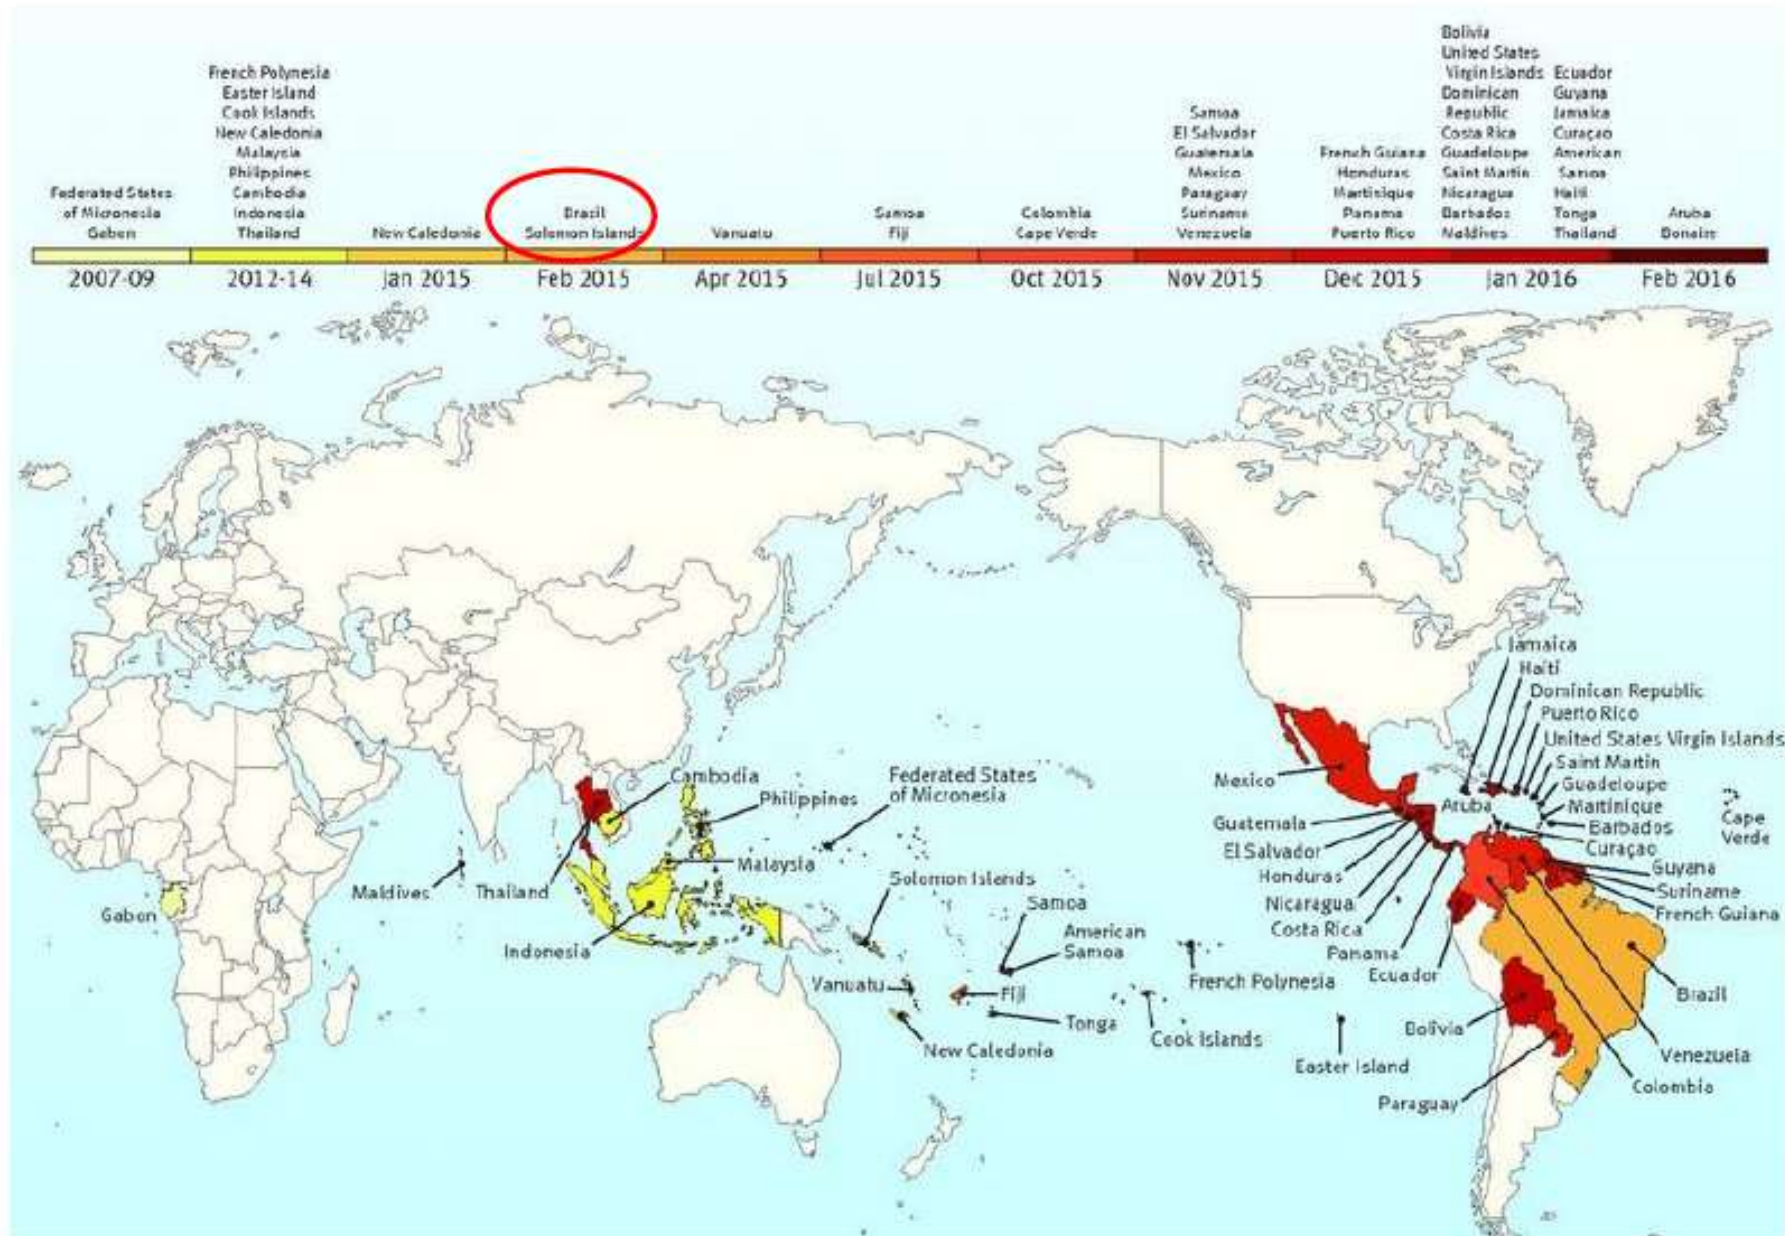 Federated States
of Micronesia
Gabon
French Polynesia
Easter Island
Cook Islands
New Caledonia
Malaysia
Philippines
Cambodia
Indonesia
Thailand
New Caledonia
Brazil
Solomon Islands
Vanuatu
Samoa
Fiji
Colombia
Cape Verde
Samoa
El Salvador
Guatemala
Mexico
Paraguay
Suriname
Venezuela
French Guiana
Honduras
Martinique
Panama
Puerto Rico
Bolivia
United States
Virgin Islands
Dominican
Republic
Costa Rica
Guadeloupe
Saint Martin
Nicaragua
Barbados
Maldives
Ecuador
Guyana
Jamaica
Curaçao
American
Samoa
Haiti
Tonga
Thailand
Aruba
Bonaire
2007-09
2012-14
Jan 2015
Feb 2015
Apr 2015
Jul 2015
Oct 2015
Nov 2015
Dec 2015
Jan 2016
Feb 2016
Jamaica
Haiti
Dominican Republic
Puerto Rico
United States Virgin Islands
Saint Martin
Guadeloupe
Martinique
Barbados
Curaçao
Aruba
Cape
Verde
Guyana
Suriname
French Guiana
Mexico
Guatemala
El Salvador
Honduras
Nicaragua
Costa Rica
Panama
Ecuador
Cambodia
Philippines
Federated States
of Micronesia
Malaysia
Maldives
Thailand
Gabon
Indonesia
Solomon Islands
Samoa
American
Samoa
Vanuatu
Fiji
Tonga
New Caledonia
French Polynesia
Cook Islands
Easter Island
Brazil
Bolivia
Venezuela
Colombia
Paraguay